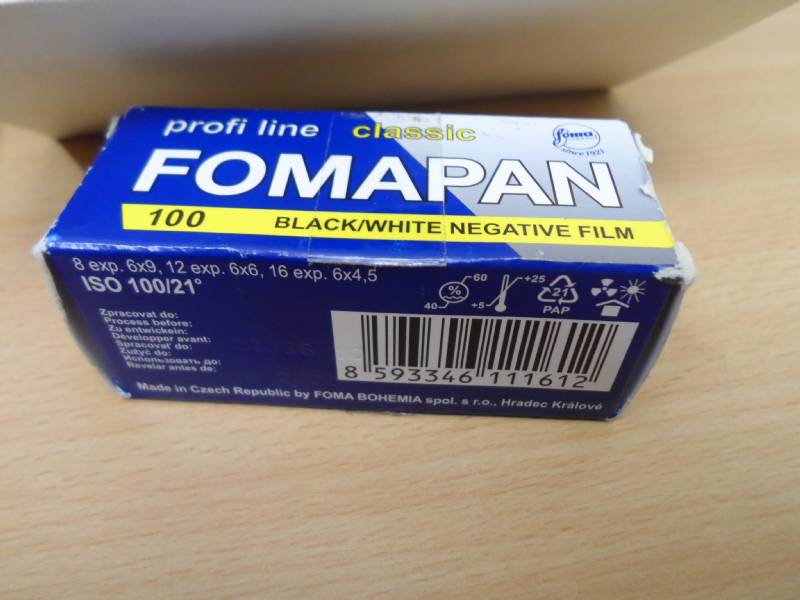 profi line classic
foma
since 1921
FOMAPAN
100 BLACK/WHITE NEGATIVE FILM
8 exp. 6x9, 12 exp. 6x6, 16 exp. 6x4,5
ISO 100/21°
% 60
40
+25
+5
21
PAP
Zpracovat do:
Process before:
Zu entwickeln:
Développer avant:
Spracovať do:
Zużyc do:
Использовать до:
Revelar antes de:
8 593346 111612
Made in Czech Republic by FOMA BOHEMIA spol. s r.o., Hradec Králové